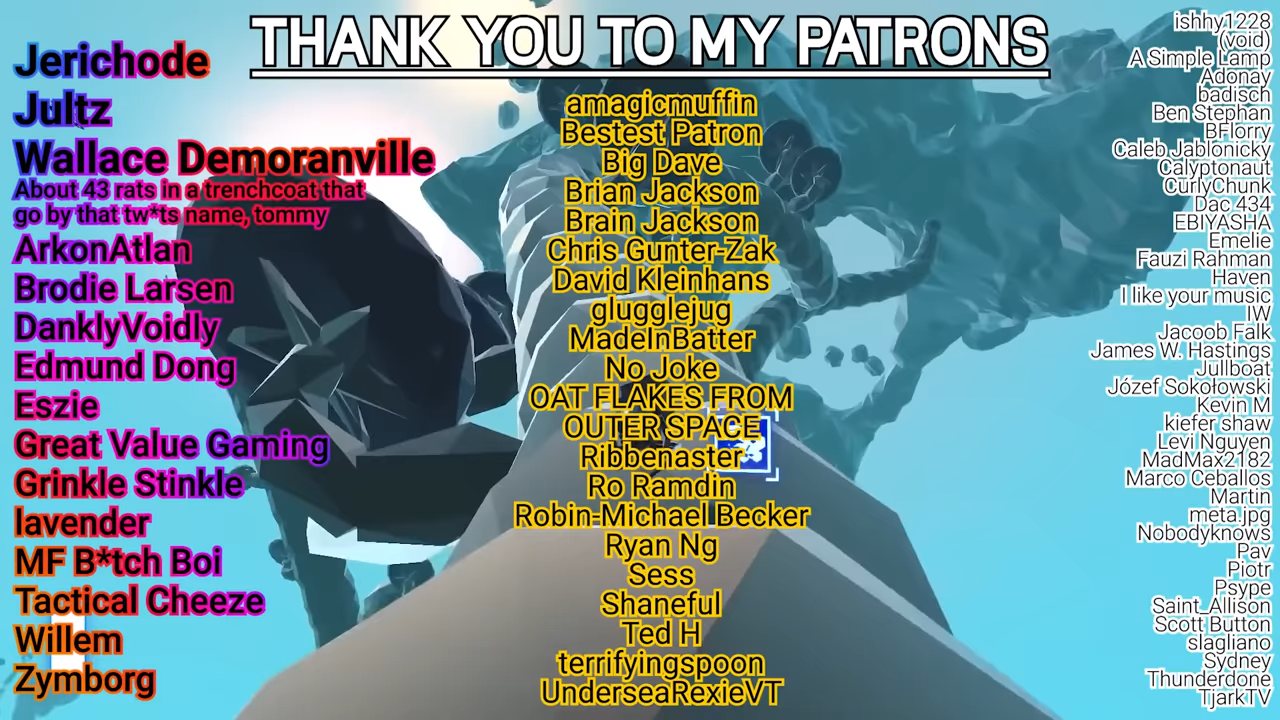 THANK YOU TO MY PATRONS
Jerichode
Jultz
Wallace Demoranville
About 43 rats in a trenchcoat that
go by that tw*ts name, tommy
ArkonAtlan
Brodie Larsen
DanklyVoidly
Edmund Dong
Eszie
Great Value Gaming
Grinkle Stinkle
lavender
MF B*tch Boi
Tactical Cheeze
Willem
Zymborg
amagicmuffin
Bestest Patron
Big Dave
Brian Jackson
Brain Jackson
Chris Gunter-Zak
David Kleinhans
glugglejug
MadeInBatter
No Joke
OAT FLAKES FROM
OUTER SPACE
Ribbenaster
Ro Ramdin
Robin-Michael Becker
Ryan Ng
Sess
Shaneful
Ted H
terrifyingspoon
UnderseaRexieVT
ishhy1228
(void)
A Simple Lamp
Adonay
badisch
Ben Stephan
BFlorry
Caleb Jablonicky
Calyptonaut
CurlyChunk
Dac 434
EBIYASHA
Emelie
Fauzi Rahman
Haven
I like your music
IW
Jacoob Falk
James W. Hastings
Jullboat
Józef Sokołowski
Kevin M
kiefer shaw
Levi Nguyen
MadMax2182
Marco Ceballos
Martin
meta.jpg
Nobodyknows
Pav
Piotr
Psype
Saint_Allison
Scott Button
slagliano
Sydney
Thunderdone
TjarkTV